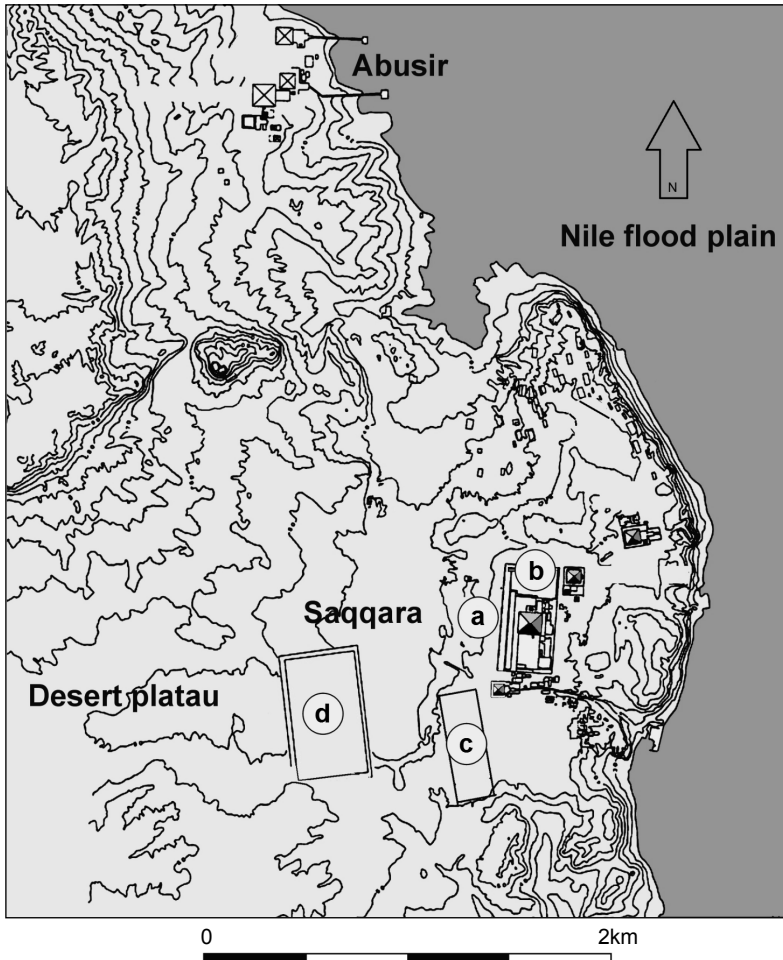 Abusir
N
Nile flood plain
b
a
Saqqara
Desert platau
d
c
0 2km